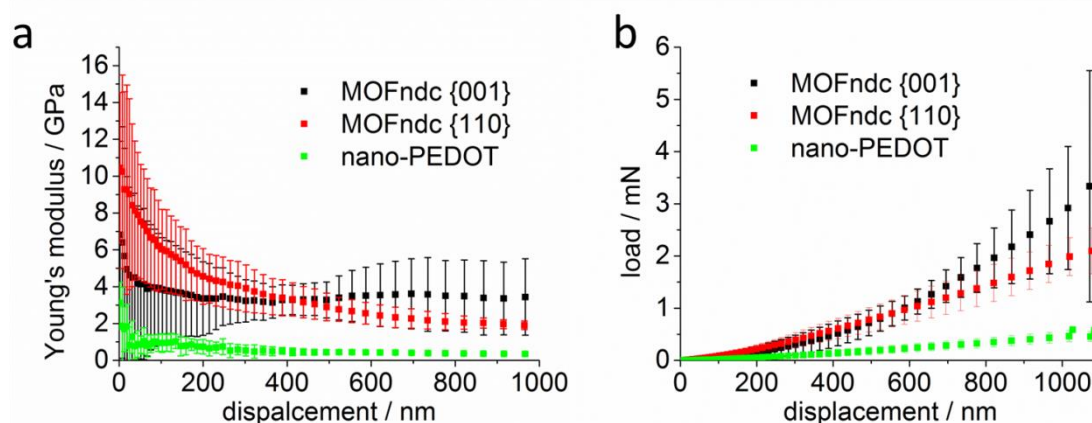 a
16
14
12
10
8
6
4
2
0
Young's modulus / GPa
MOFndc {001}
MOFndc {110}
nano-PEDOT
0 200 400 600 800 1000
dispalcement / nm
b
6
5
4
3
2
1
0
load / mN
MOFndc {001}
MOFndc {110}
nano-PEDOT
0 200 400 600 800 1000
displacement / nm